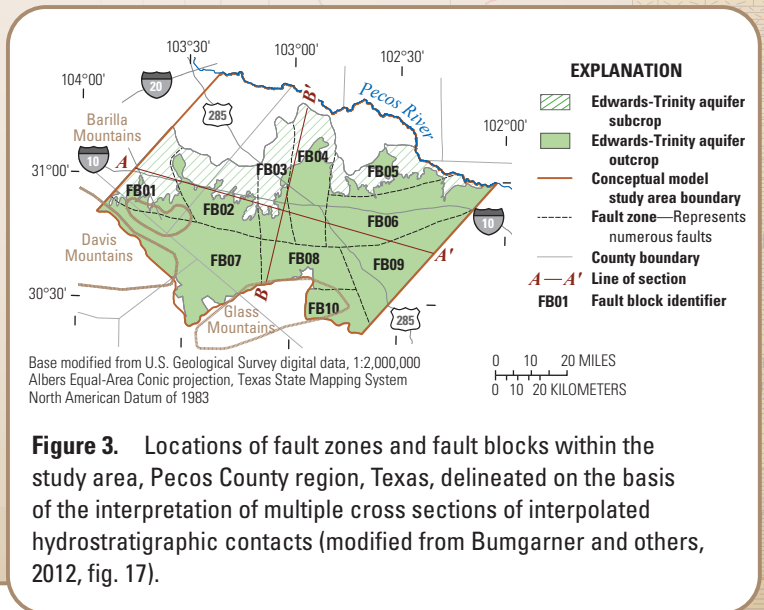 103°30'
103°00'
102°30'
104°00'
20
285
B'
Pecos River
Barilla
Mountains
102°00'
10
31°00'
A
FB01
FB02
FB03
FB04
FB05
FB06
10
Davis
Mountains
FB07
FB08
FB09
A'
30°30'
B
Glass
Mountains
FB10
285
EXPLANATION
Edwards-Trinity aquifer
subcrop
Edwards-Trinity aquifer
outcrop
Conceptual model
study area boundary
Fault zone—Represents
numerous faults
County boundary
A—A' Line of section
FB01 Fault block identifier
Base modified from U.S. Geological Survey digital data, 1:2,000,000
Albers Equal-Area Conic projection, Texas State Mapping System
North American Datum of 1983
0 10 20 MILES
0 10 20 KILOMETERS
Figure 3. Locations of fault zones and fault blocks within the
study area, Pecos County region, Texas, delineated on the basis
of the interpretation of multiple cross sections of interpolated
hydrostratigraphic contacts (modified from Bumgarner and others,
2012, fig. 17).